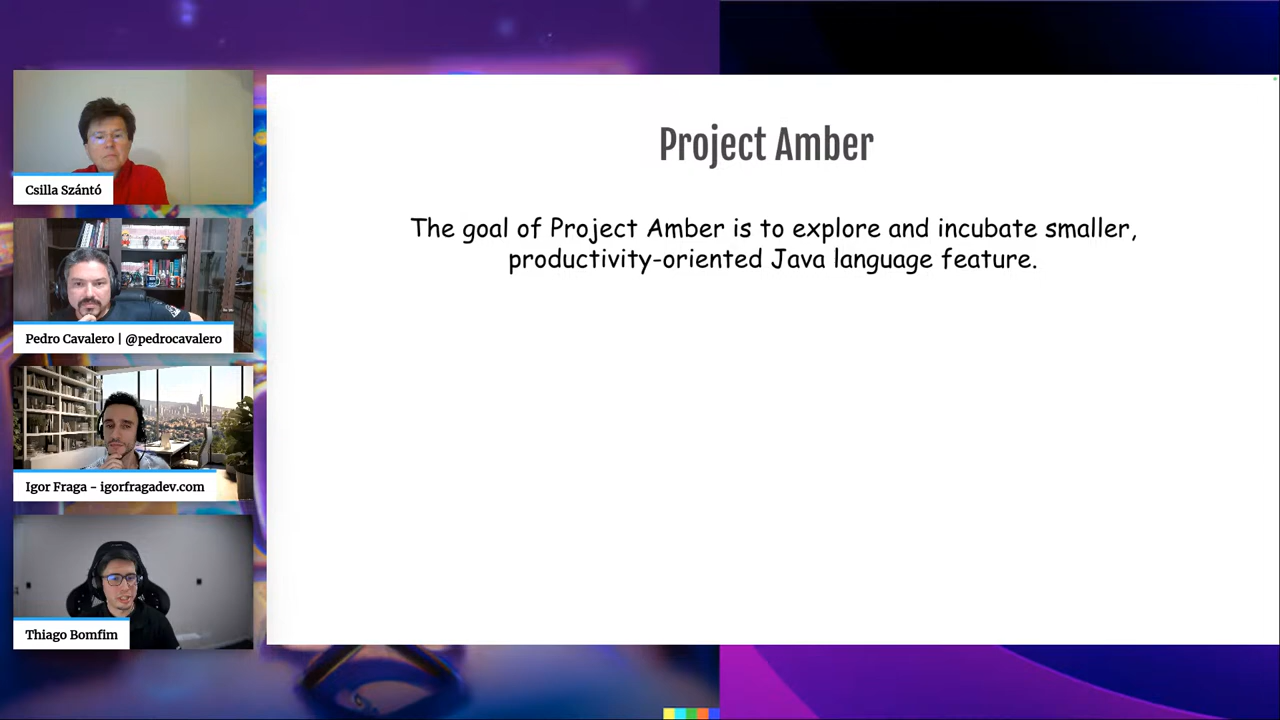 Project Amber
The goal of Project Amber is to explore and incubate smaller,
productivity-oriented Java language feature.
Csilla Szántó
Pedro Cavalero | @pedrocavalero
Igor Fraga - igorfragadev.com
Thiago Bomfim